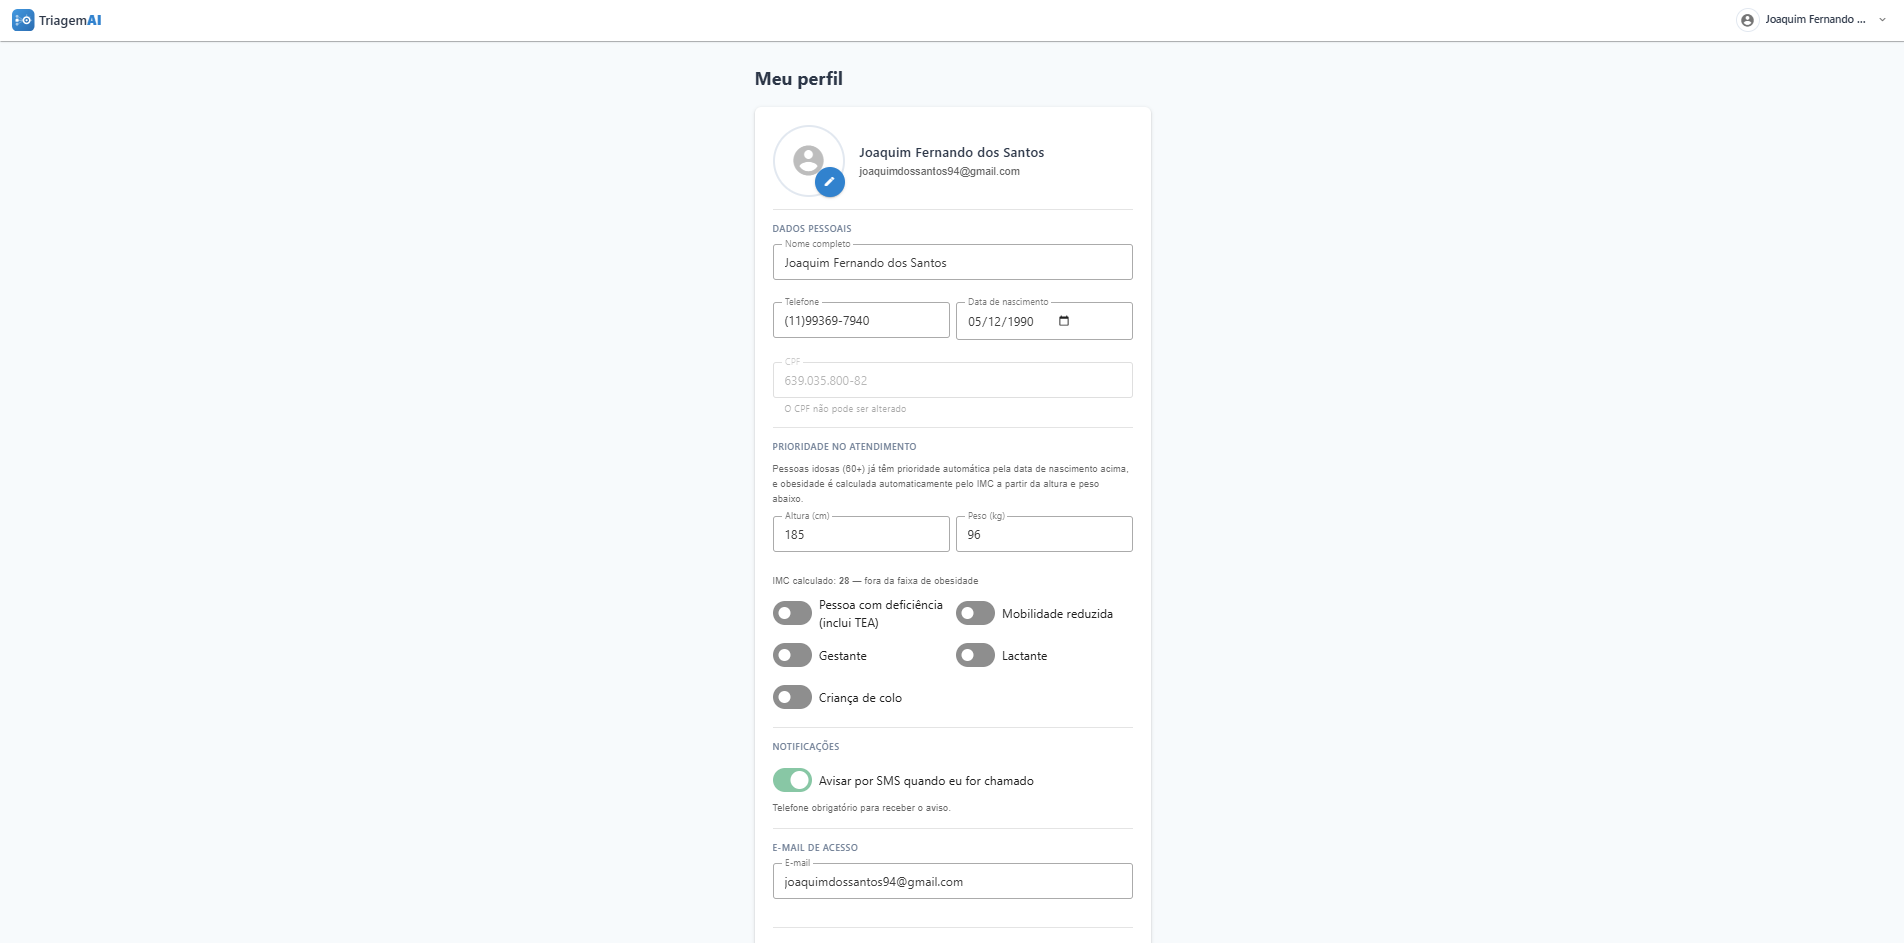 TriagemAI
Joaquim Fernando ...
Meu perfil
Joaquim Fernando dos Santos
joaquimdossantos94@gmail.com
DADOS PESSOAIS
Nome completo
Joaquim Fernando dos Santos
Telefone
(11)99369-7940
Data de nascimento
05/12/1990
CPF
639.035.800-82
O CPF não pode ser alterado
PRIORIDADE NO ATENDIMENTO
Pessoas idosas (60+) já têm prioridade automática pela data de nascimento acima,
e obesidade é calculada automaticamente pelo IMC a partir da altura e peso
abaixo.
Altura (cm)
185
Peso (kg)
96
IMC calculado: 28 — fora da faixa de obesidade
Pessoa com deficiência
(inclui TEA)
Mobilidade reduzida
Gestante
Lactante
Criança de colo
NOTIFICAÇÕES
Avisar por SMS quando eu for chamado
Telefone obrigatório para receber o aviso.
E-MAIL DE ACESSO
E-mail
joaquimdossantos94@gmail.com